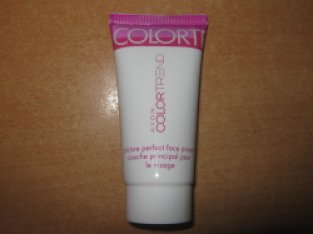 COLORT
AVON
COLORTREND
picture perfect face primer
couche principal pour
le visage